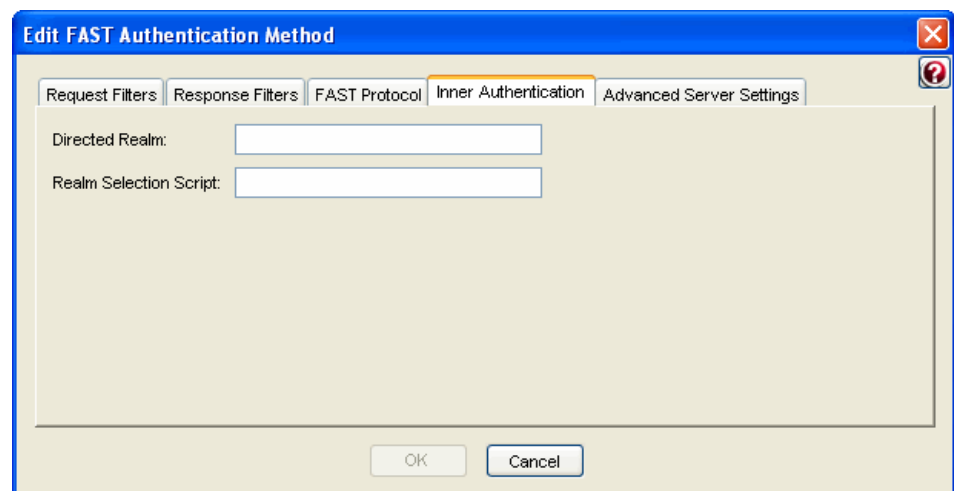 Edit FAST Authentication Method
Request Filters Response Filters FAST Protocol Inner Authentication Advanced Server Settings
Directed Realm:
Realm Selection Script:
OK Cancel